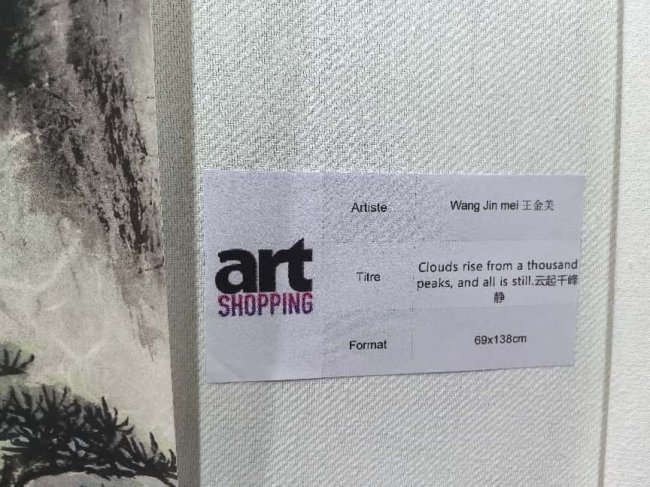 art
SHOPPING
Artiste
Wang Jin mei 王金美
Titre
Clouds rise from a thousand
peaks, and all is still.云起千峰
静
Format
69x138cm